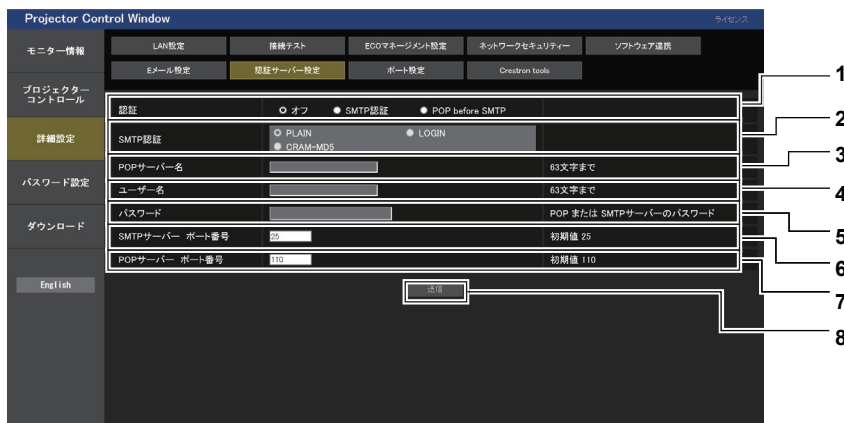 Projector Control Window ライセンス
モニター情報
プロジェクター
コントロール
詳細設定
パスワード設定
ダウンロード
English
LAN設定 接続テスト ECOマネージメント設定 ネットワークセキュリティー ソフトウェア連携
Eメール設定 認証サーバー設定 ポート設定 Crestron tools
認証 オフ SMTP認証 POP before SMTP 1
SMTP認証 PLAIN LOGIN 2
CRAM-MD5
POPサーバー名 63文字まで 3
ユーザー名 63文字まで 4
パスワード POP または SMTPサーバーのパスワード 5
SMTPサーバー ポート番号 25 初期値 25 6
POPサーバー ポート番号 110 初期値 110 7
送信 8